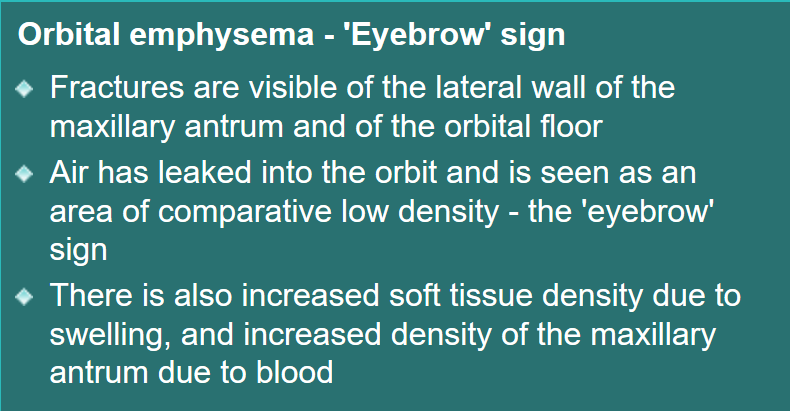 Orbital emphysema - 'Eyebrow' sign
Fractures are visible of the lateral wall of the
maxillary antrum and of the orbital floor
Air has leaked into the orbit and is seen as an
area of comparative low density - the 'eyebrow'
sign
There is also increased soft tissue density due to
swelling, and increased density of the maxillary
antrum due to blood